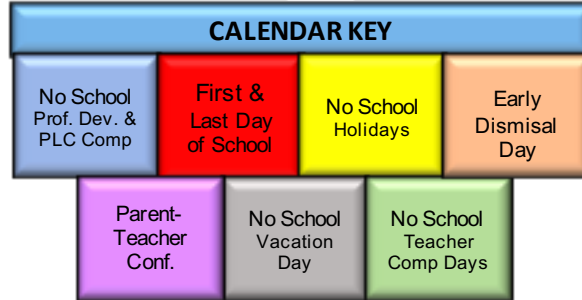 CALENDAR KEY
No School
Prof. Dev. &
PLC Comp
First &
Last Day
of School
No School
Holidays
Early
Dismisal
Day
Parent-
Teacher
Conf.
No School
Vacation
Day
No School
Teacher
Comp Days